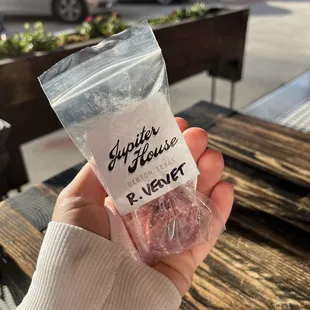 Jupiter
House
DENTON, TEXAS
R. VELVET